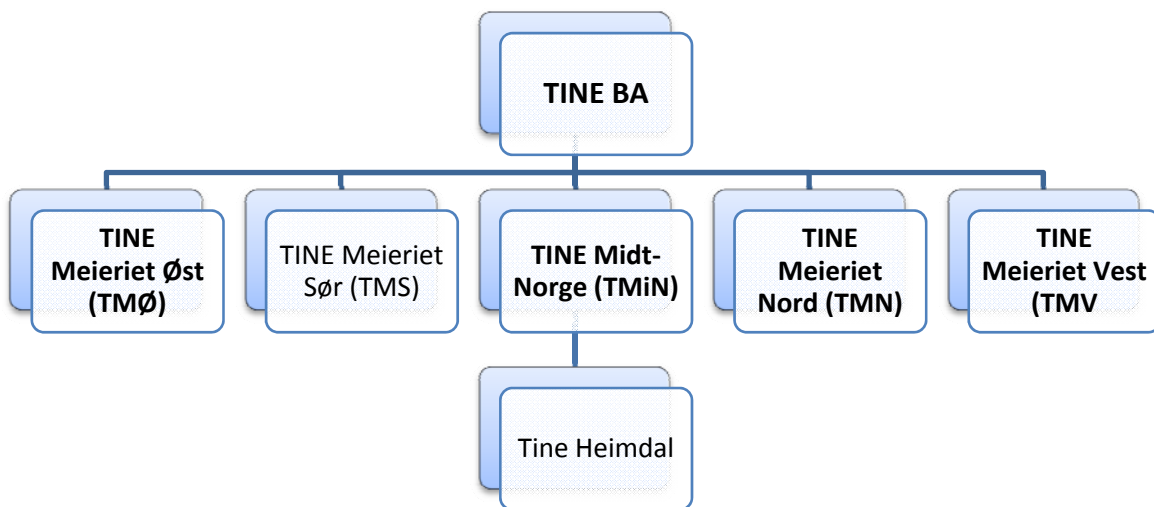 TINE BA
TINE
Meieriet Øst
(TMØ)
TINE Meieriet
Sør (TMS)
TINE Midt-
Norge (TMiN)
TINE
Meieriet
Nord (TMN)
TINE
Meieriet Vest
(TMV
Tine Heimdal